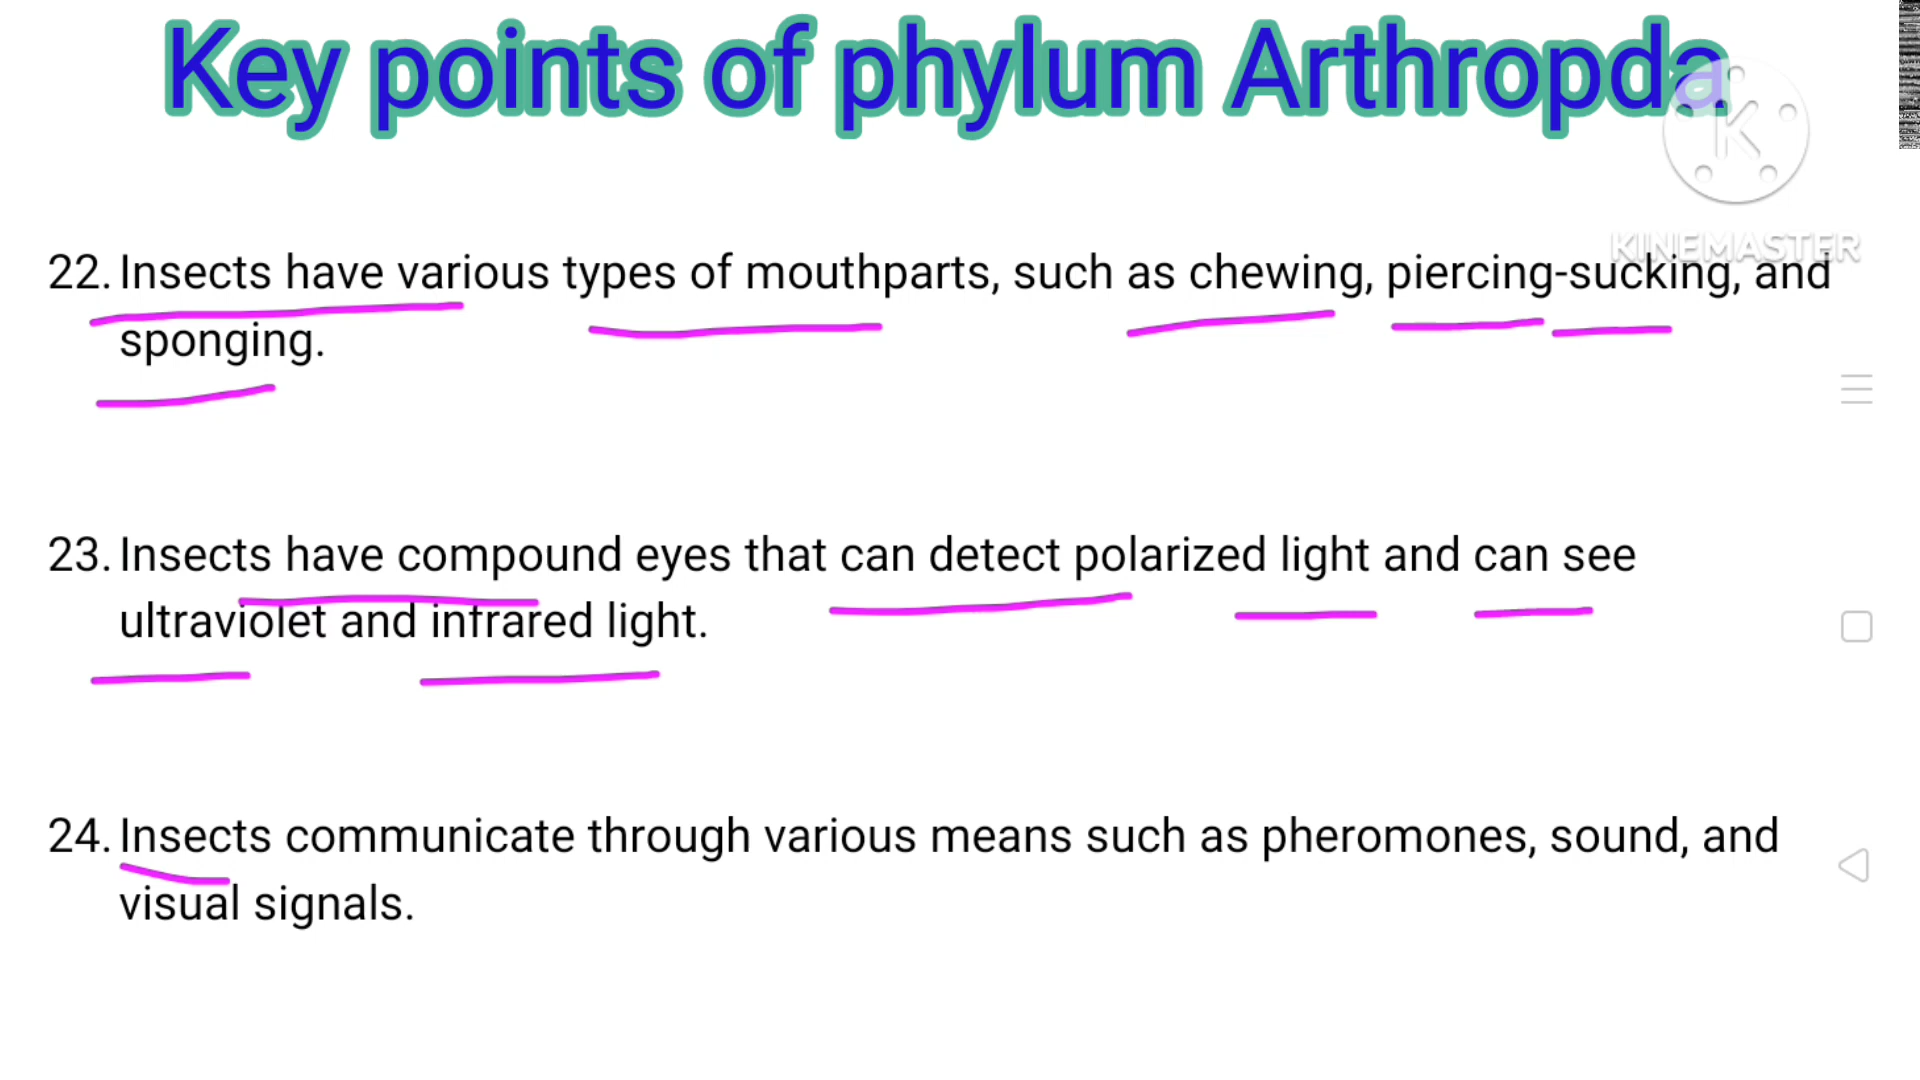 Key points of phylum Arthropda
K
KINEMASTER
22. Insects have various types of mouthparts, such as chewing, piercing-sucking, and
sponging.
23. Insects have compound eyes that can detect polarized light and can see
ultraviolet and infrared light.
24. Insects communicate through various means such as pheromones, sound, and
visual signals.